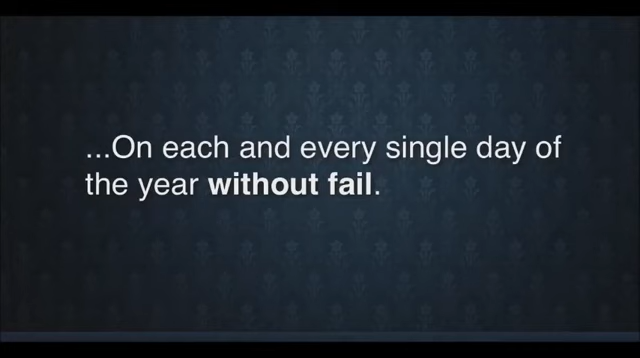 ...On each and every single day of
the year without fail.